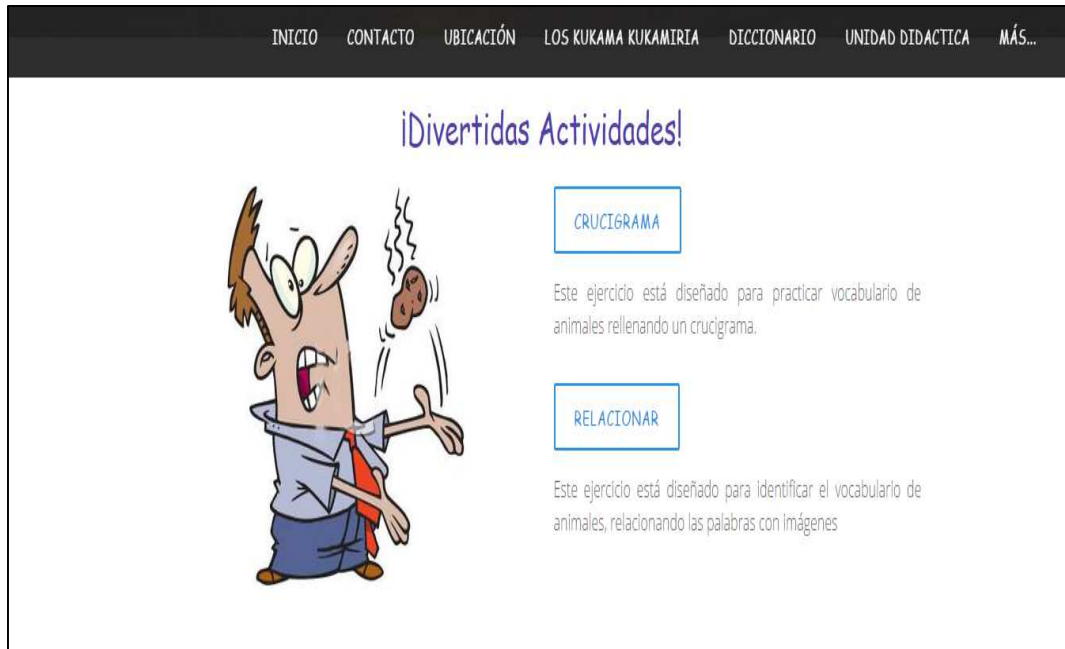 INICIO CONTACTO UBICACIÓN LOS KUKAMA KUKAMIRIA DICCIONARIO UNIDAD DIDACTICA MÁS...
¡Divertidas Actividades!
CRUCIGRAMA
Este ejercicio está diseñado para practicar vocabulario de
animales rellenando un crucigrama.
RELACIONAR
Este ejercicio está diseñado para identificar el vocabulario de
animales, relacionando las palabras con imágenes